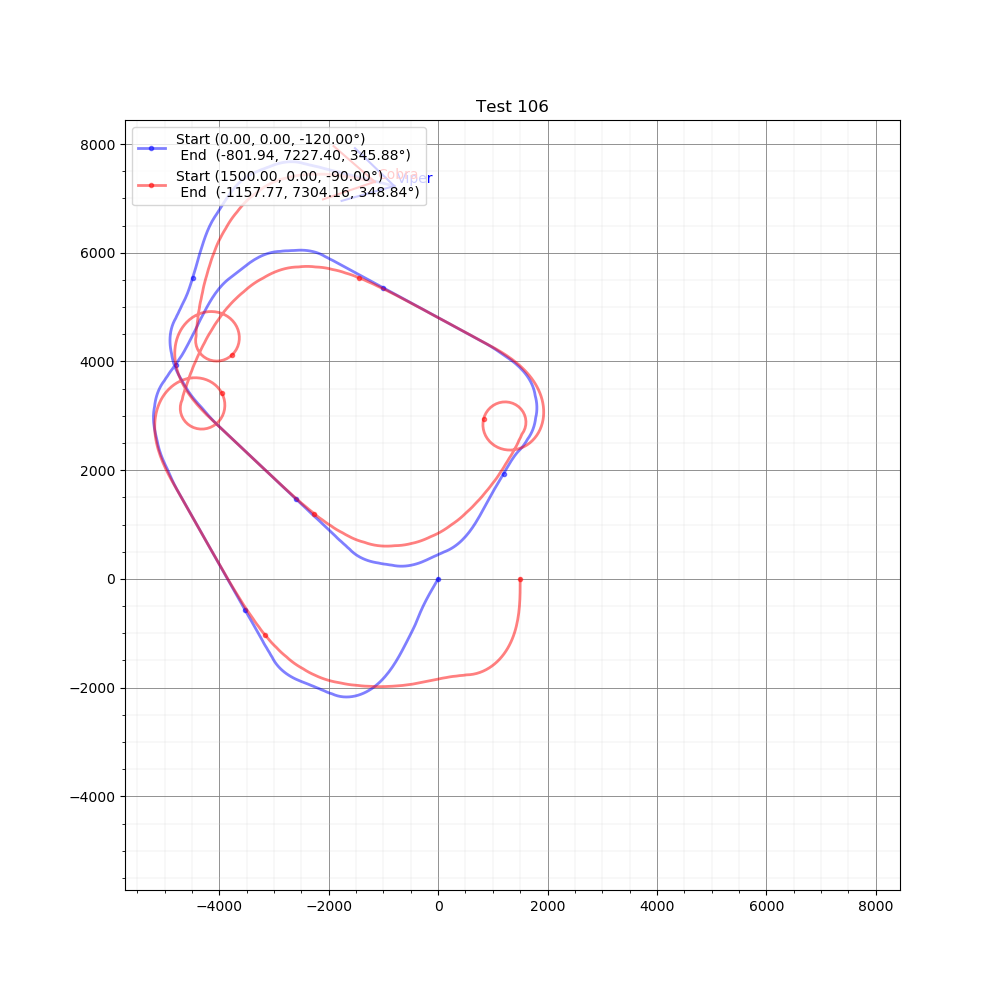 Test 106
Start (0.00, 0.00, -120.00°)
End (-801.94, 7227.40, 345.88°)
Start (1500.00, 0.00, -90.00°)
End (-1157.77, 7304.16, 348.84°)
Cobra
Viper
8000
6000
4000
2000
0
−2000
−4000
−4000
−2000
0
2000
4000
6000
8000